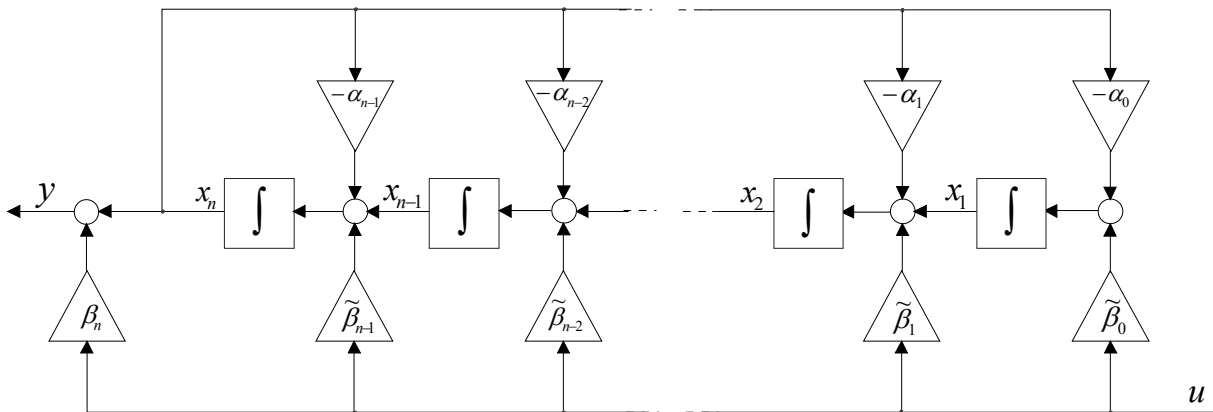 −α_{n−1} −α_{n−2} −α_1 −α_0
y x_n ∫ x_{n−1} ∫ x_2 ∫ x_1 ∫
β_n β̃_{n−1} β̃_{n−2} β̃_1 β̃_0
u